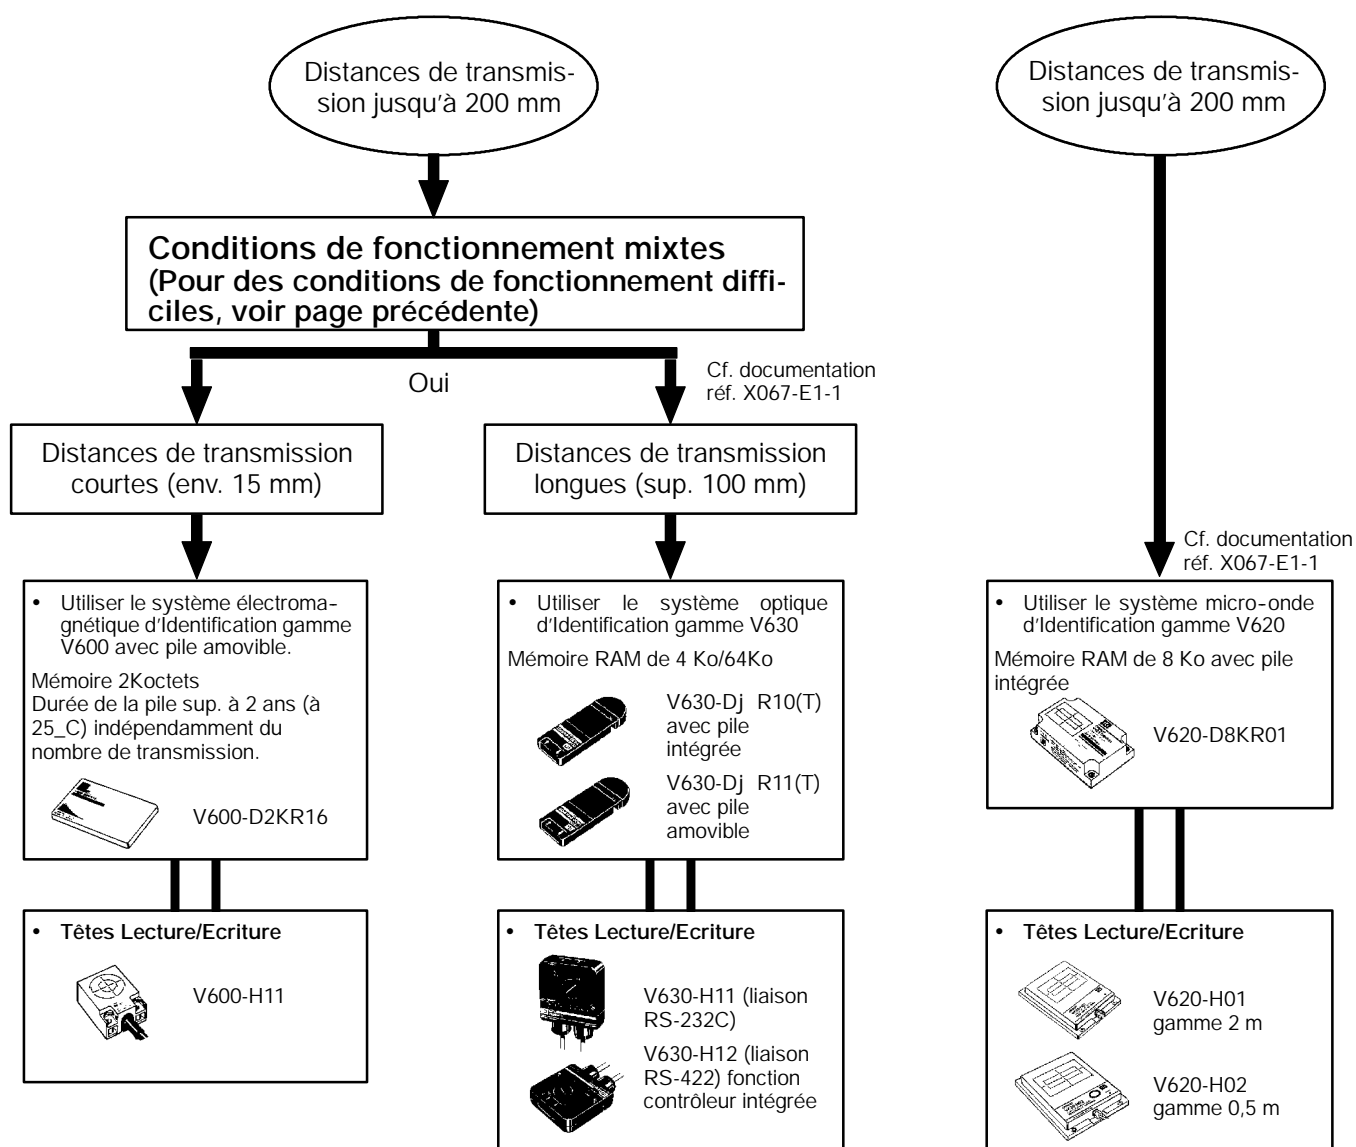 Distances de transmis-
sion jusqu'à 200 mm
Distances de transmis-
sion jusqu'à 200 mm
Conditions de fonctionnement mixtes
(Pour des conditions de fonctionnement diffi-
ciles, voir page précédente)
Oui
Cf. documentation
réf. X067-E1-1
Distances de transmission
courtes (env. 15 mm)
Distances de transmission
longues (sup. 100 mm)
Cf. documentation
réf. X067-E1-1
• Utiliser le système électroma-
gnétique d'Identification gamme
V600 avec pile amovible.
Mémoire 2Koctets
Durée de la pile sup. à 2 ans (à
25_C) indépendamment du
nombre de transmission.
V600-D2KR16
• Utiliser le système optique
d'Identification gamme V630
Mémoire RAM de 4 Ko/64Ko
V630-Dj R10(T)
avec pile
intégrée
V630-Dj R11(T)
avec pile
amovible
• Utiliser le système micro-onde
d'Identification gamme V620
Mémoire RAM de 8 Ko avec pile
intégrée
V620-D8KR01
• Têtes Lecture/Ecriture
V600-H11
• Têtes Lecture/Ecriture
V630-H11 (liaison
RS-232C)
V630-H12 (liaison
RS-422) fonction
contrôleur intégrée
• Têtes Lecture/Ecriture
V620-H01
gamme 2 m
V620-H02
gamme 0,5 m